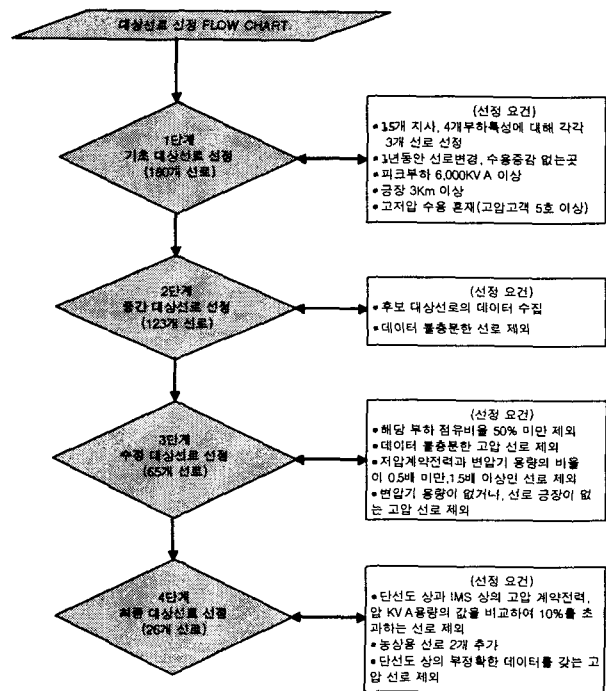 대상선로 선정 FLOW CHART
1단계
기초 대상선로 선정
(180개 선로)
(선정 요건)
• 15개 지사, 4개부하특성에 대해 각각
3개 선로 선정
• 1년동안 선로변경, 수용증감 없는곳
• 피크부하 6,000KVA 이상
• 긍장 3Km 이상
• 고저압 수용 혼재(고압고객 5호 이상)
2단계
중간 대상선로 선정
(123개 선로)
(선정 요건)
• 후보 대상선로의 데이터 수집
• 데이터 불충분한 선로 제외
3단계
수정 대상선로 선정
(65개 선로)
(선정 요건)
• 해당 부하 점유비율 50% 미만 제외
• 데이터 불충분한 고압 선로 제외
• 저압계약전력과 변압기 용량의 비율
이 0.5배 미만,1.5배 이상인 선로 제외
• 변압기 용량이 없거나, 선로 긍장이 없
는 고압 선로 제외
4단계
최종 대상선로 선정
(26개 선로)
(선정 요건)
• 단선도 상과 IMS 상의 고압 계약전력,
압 KVA용량의 값을 비교하여 10%를 초
과하는 선로 제외
• 농상용 선로 2개 추가
• 단선도 상의 부정확한 데이터를 갖는 고
압 선로 제외